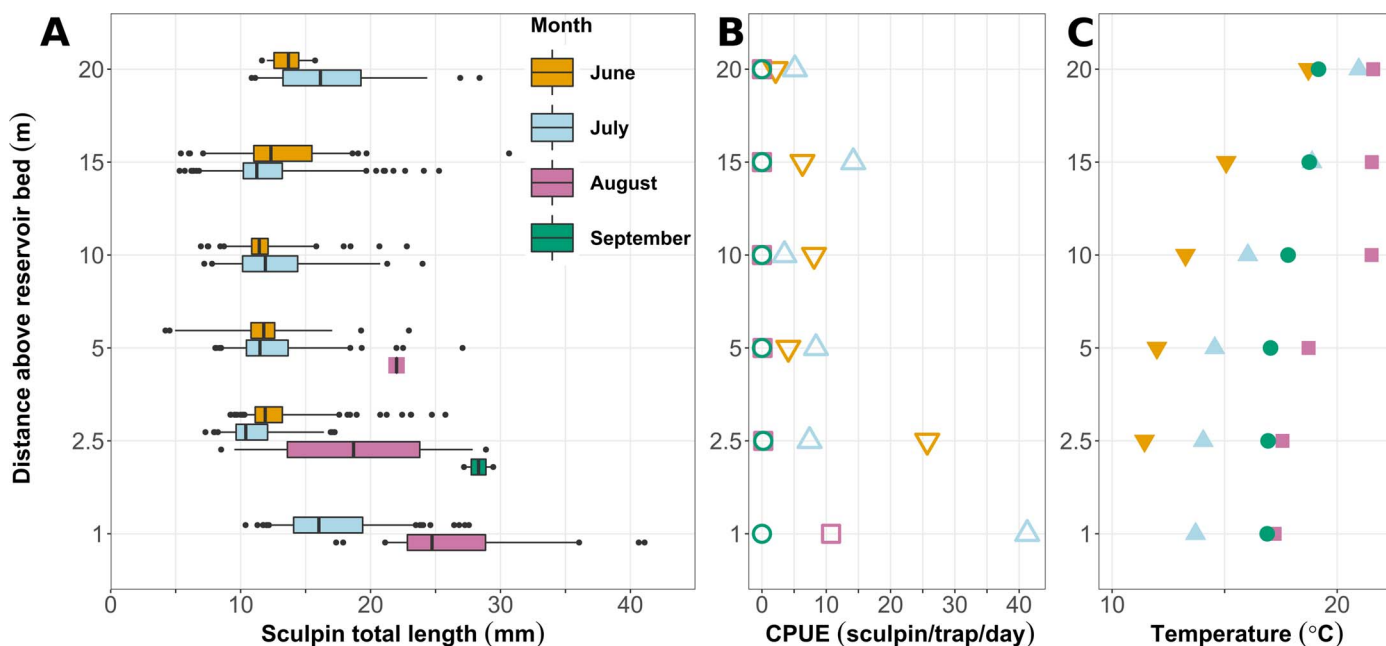 A
B
C
Month
June
July
August
September
Distance above reservoir bed (m)
20
15
10
5
2.5
1
0 10 20 30 40
Sculpin total length (mm)
20
15
10
5
2.5
1
0 10 20 30 40
CPUE (sculpin/trap/day)
20
15
10
5
2.5
1
10 20
Temperature (°C)